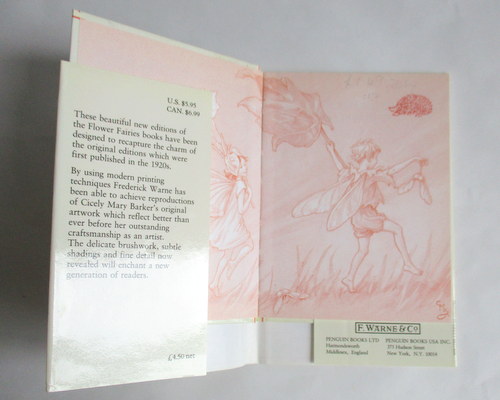 U.S. $5.95
CAN. $6.99
These beautiful new editions of
the Flower Fairies books have been
designed to recapture the charm of
the original editions which were
first published in the 1920s.
By using modern printing
techniques Frederick Warne has
been able to achieve reproductions
of Cicely Mary Barker's original
artwork which reflect better than
ever before her outstanding
craftsmanship as an artist.
The delicate brushwork, subtle
shadings and fine detail now
revealed will enchant a new
generation of readers.
£4.50 net
F. WARNE & Co
PENGUIN BOOKS LTD
Harmondsworth
Middlesex, England
PENGUIN BOOKS USA INC.
375 Hudson Street
New York, N.Y. 10014